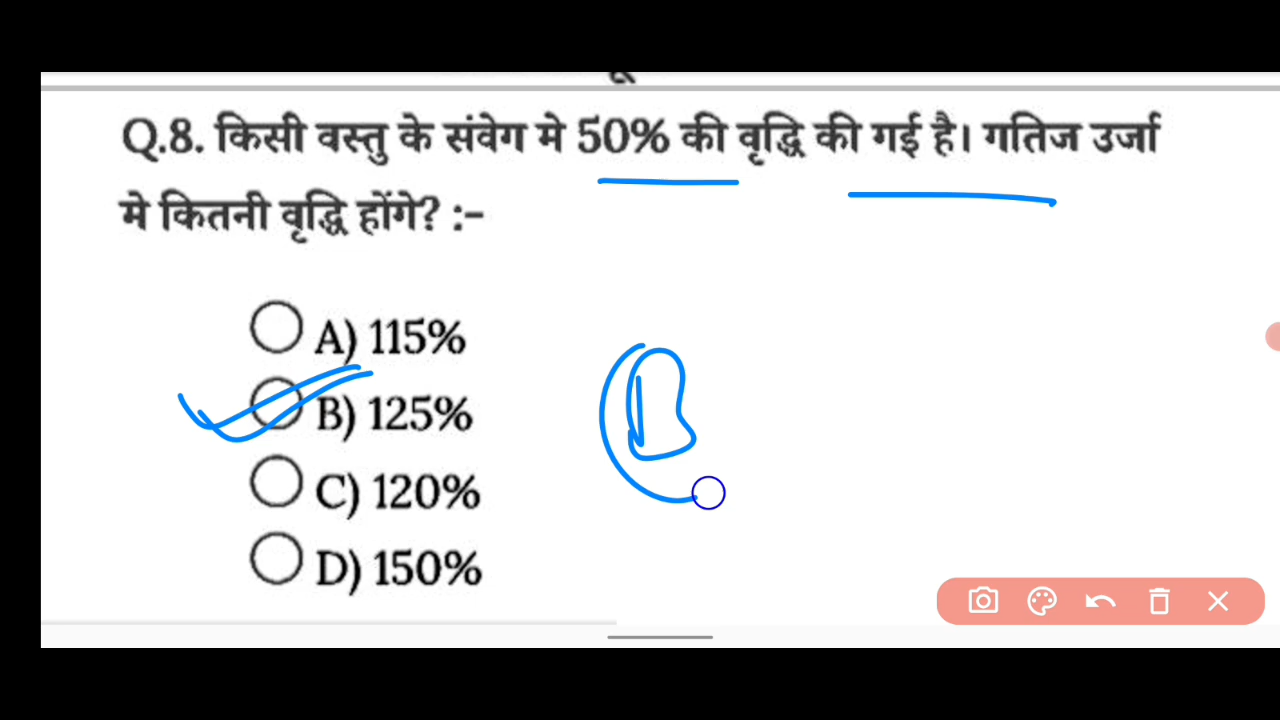 Q.8. किसी वस्तु के संवेग मे 50% की वृद्धि की गई है। गतिज उर्जा
मे कितनी वृद्धि होंगे? :-
A) 115%
B) 125%
B
C) 120%
D) 150%